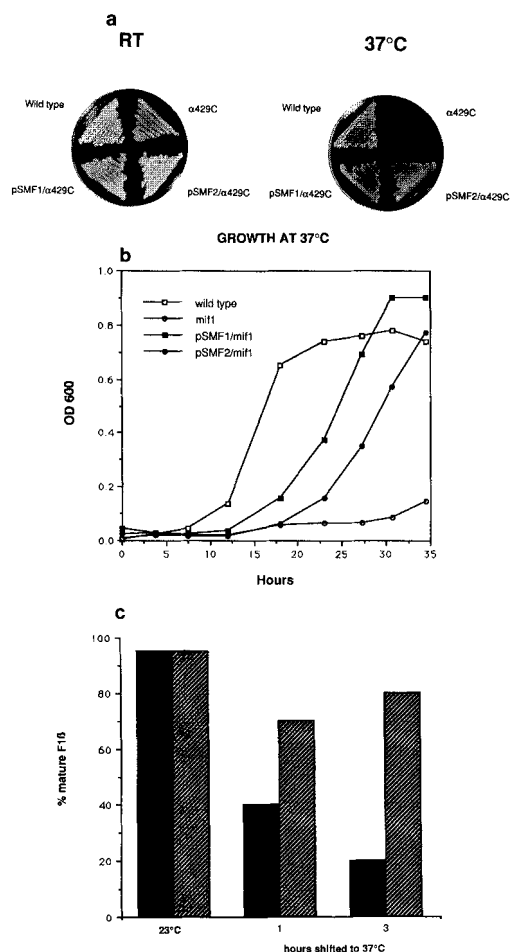 a
RT
37°C
Wild type
α429C
pSMF1/α429C
pSMF2/α429C
Wild type
α429C
pSMF1/α429C
pSMF2/α429C
GROWTH AT 37°C
b
1.0
0.8
0.6
0.4
0.2
0.0
OD 600
wild type
mif1
pSMF1/mif1
pSMF2/mif1
0
5
10
15
20
25
30
35
Hours
c
100
80
60
40
20
0
% mature F1ß
23°C
1
3
hours shifted to 37°C